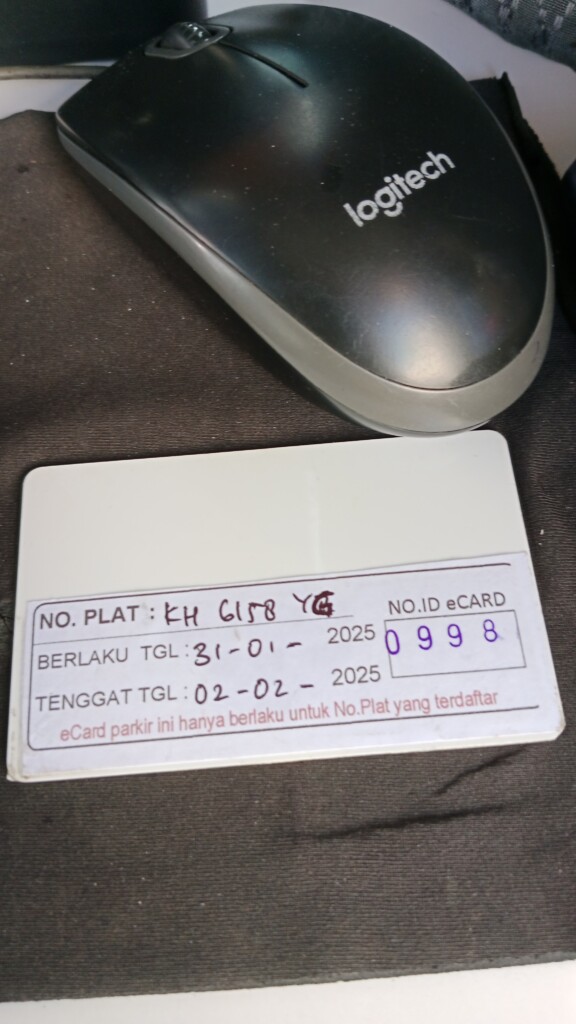 logitech
NO. PLAT : KH 6158 YG
NO.ID eCARD
BERLAKU TGL : 31-01- 2025
0998
TENGGAT TGL : 02-02- 2025
eCard parkir ini hanya berlaku untuk No.Plat yang terdaftar